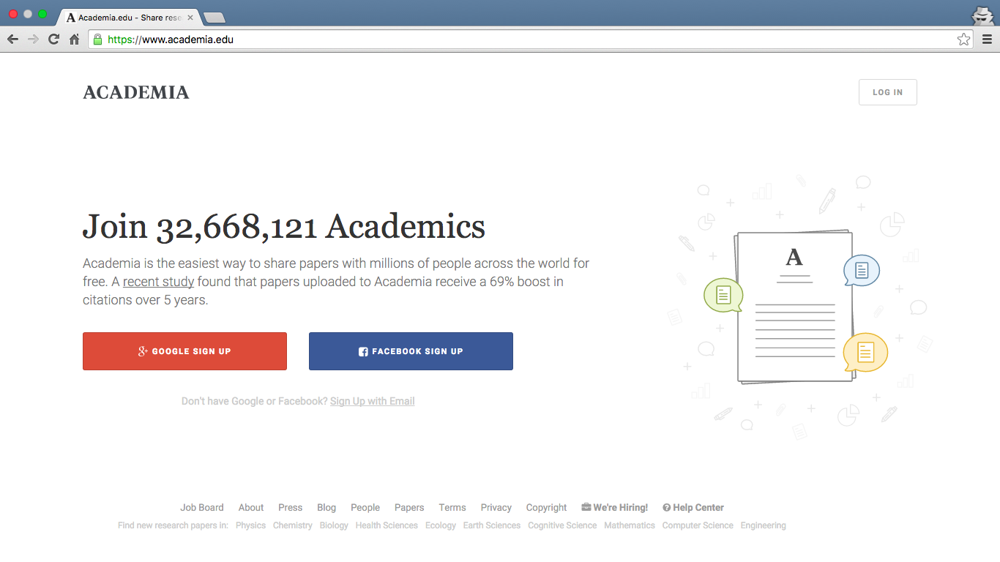 Academia.edu - Share rese
https://www.academia.edu
ACADEMIA
LOG IN
Join 32,668,121 Academics
Academia is the easiest way to share papers with millions of people across the world for
free. A recent study found that papers uploaded to Academia receive a 69% boost in
citations over 5 years.
GOOGLE SIGN UP
FACEBOOK SIGN UP
Don't have Google or Facebook? Sign Up with Email
A
Job Board About Press Blog People Papers Terms Privacy Copyright We're Hiring! Help Center
Find new research papers in: Physics Chemistry Biology Health Sciences Ecology Earth Sciences Cognitive Science Mathematics Computer Science Engineering